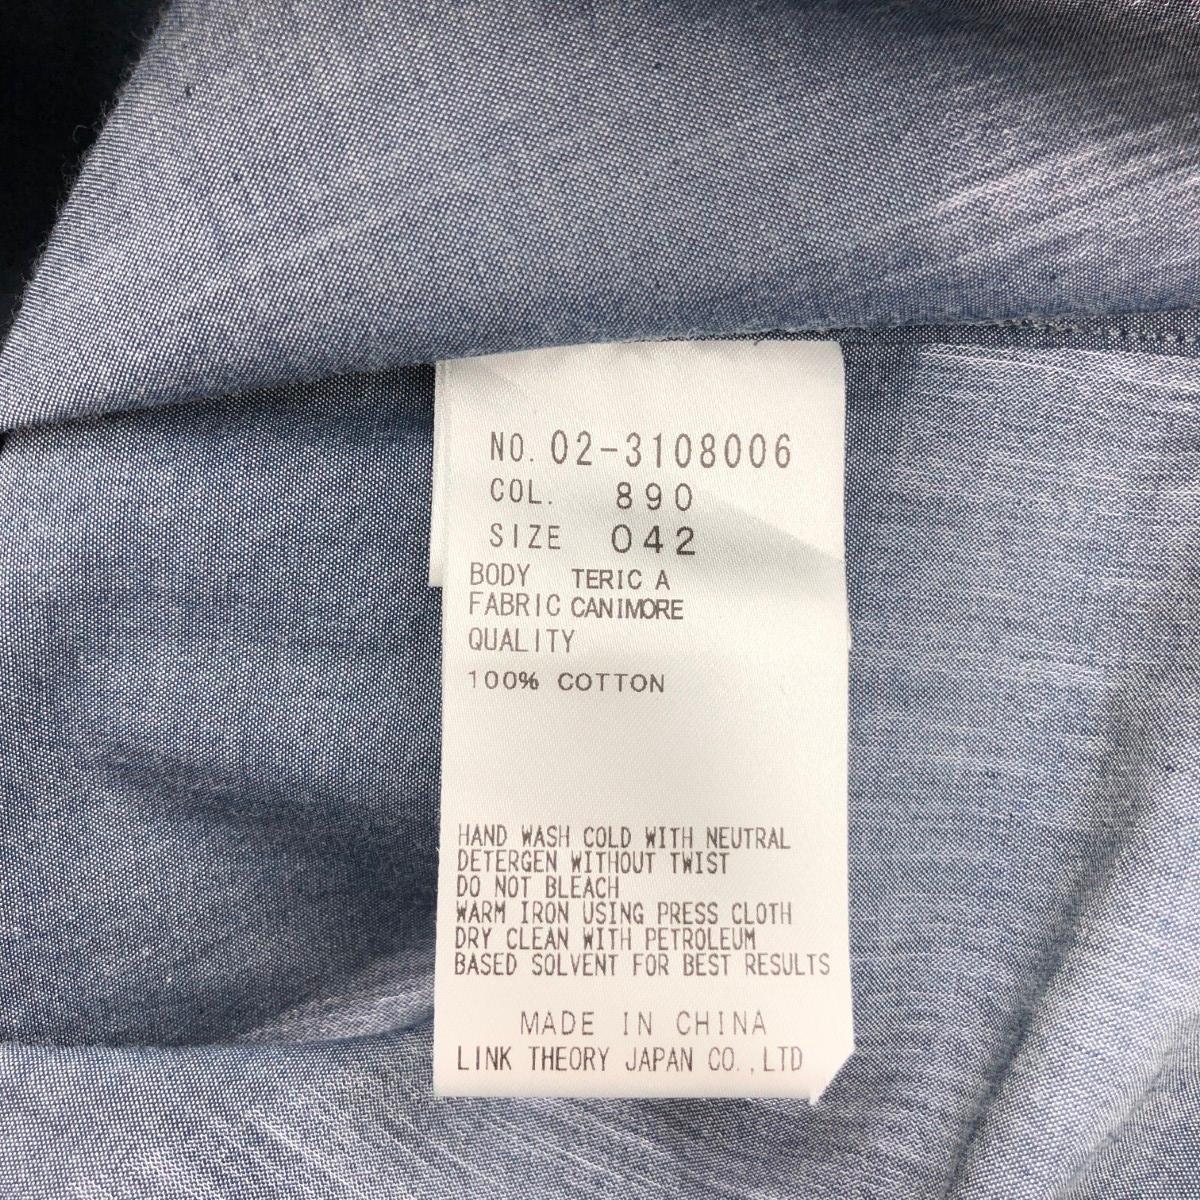 NO. 02-3108006
COL. 890
SIZE 042
BODY TERIC A
FABRIC CANIMORE
QUALITY
100% COTTON
HAND WASH COLD WITH NEUTRAL
DETERGEN WITHOUT TWIST
DO NOT BLEACH
WARM IRON USING PRESS CLOTH
DRY CLEAN WITH PETROLEUM
BASED SOLVENT FOR BEST RESULTS
MADE IN CHINA
LINK THEORY JAPAN CO.,LTD